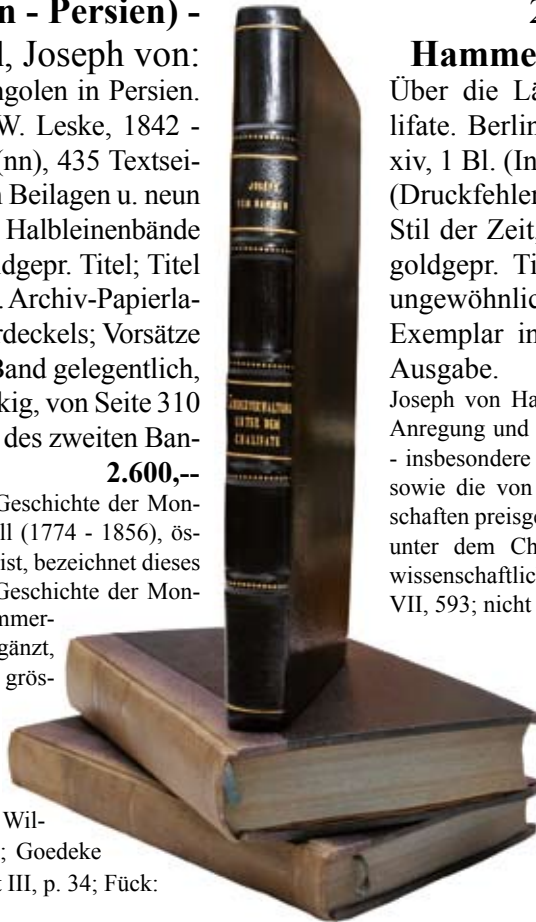 n - Persien) -
l, Joseph von:
ngolen in Persien.
W. Leske, 1842 -
(nn), 435 Textsei-
n Beilagen u. neun
Halbleinenbände
ldgepr. Titel; Titel
. Archiv-Papierla-
rdeckels; Vorsätze
Band gelegentlich,
kig, von Seite 310
des zweiten Ban-
2.600,--
Geschichte der Mon-
ll (1774 - 1856), ös-
ist, bezeichnet dieses
Geschichte der Mon-
mmer-
gänzt,
grös-
Wil-
; Goedeke
t III, p. 34; Fück:
JOSEPH
VON HAMMER
LÄNDERVERWALTUNG
UNTER DEM
CHALIFATE
2
Hamme
Über die Lä
lifate. Berlin
xiv, 1 Bl. (In
(Druckfehler
Stil der Zeit,
goldgepr. Ti
ungewöhnlic
Exemplar in
Ausgabe.
Joseph von Ha
Anregung und
- insbesondere
sowie die von
schaften preisge
unter dem Ch
wissenschaftlic
VII, 593; nicht